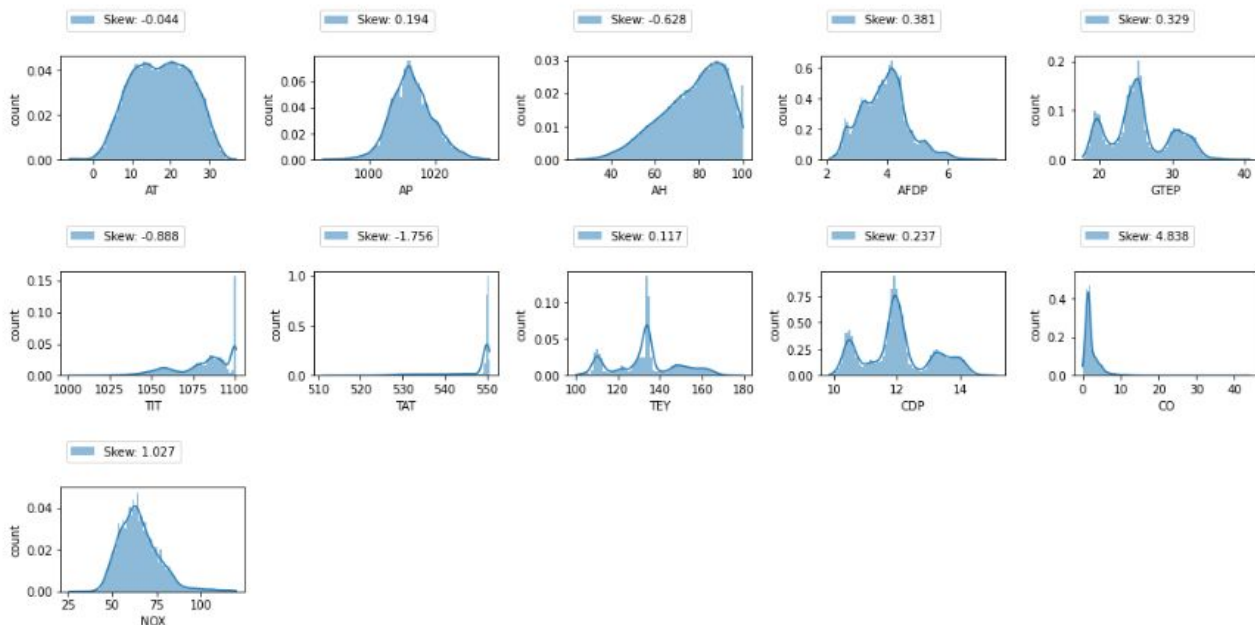 Skew: -0.044 Skew: 0.194 Skew: -0.628 Skew: 0.381 Skew: 0.329
count 0.04 0.02 0.00 0 10 20 30 AT
count 0.06 0.04 0.02 0.00 1000 1020 AP
count 0.03 0.02 0.01 0.00 40 60 80 100 AH
count 0.6 0.4 0.2 0.0 2 4 6 AFDP
count 0.2 0.1 0.0 20 30 40 GTEP
Skew: -0.888 Skew: -1.756 Skew: 0.117 Skew: 0.237 Skew: 4.838
count 0.15 0.10 0.05 0.00 1000 1020 1040 1060 1080 1100 TIT
count 1.0 0.5 0.0 510 520 530 540 550 TAT
count 0.10 0.05 0.00 100 120 140 160 180 TEY
count 0.75 0.50 0.25 0.00 10 12 14 CDP
count 0.4 0.2 0.0 0 10 20 30 40 CO
Skew: 1.027
count 0.04 0.02 0.00 25 50 75 100 NOX